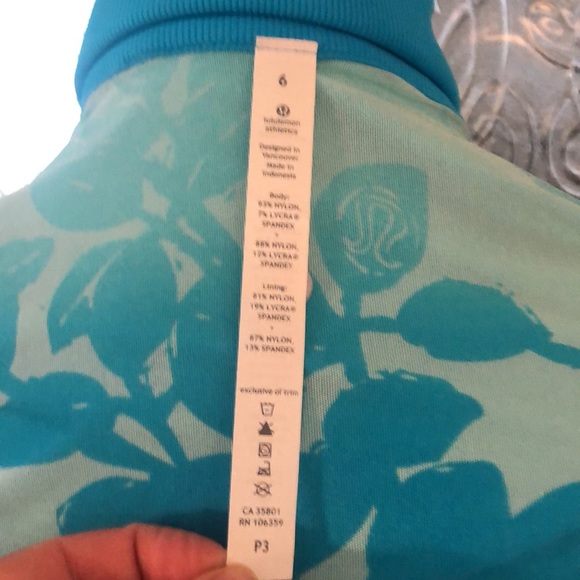 6
lululemon
athletica
Designed in
Vancouver
Made in
Indonesia
Body:
93% NYLON,
7% LYCRA®
SPANDEX
+
88% NYLON,
12% LYCRA®
SPANDEX
Lining:
81% NYLON,
19% LYCRA®
SPANDEX
+
87% NYLON,
13% SPANDEX
exclusive of trim
CA 35801
RN 106259
P3